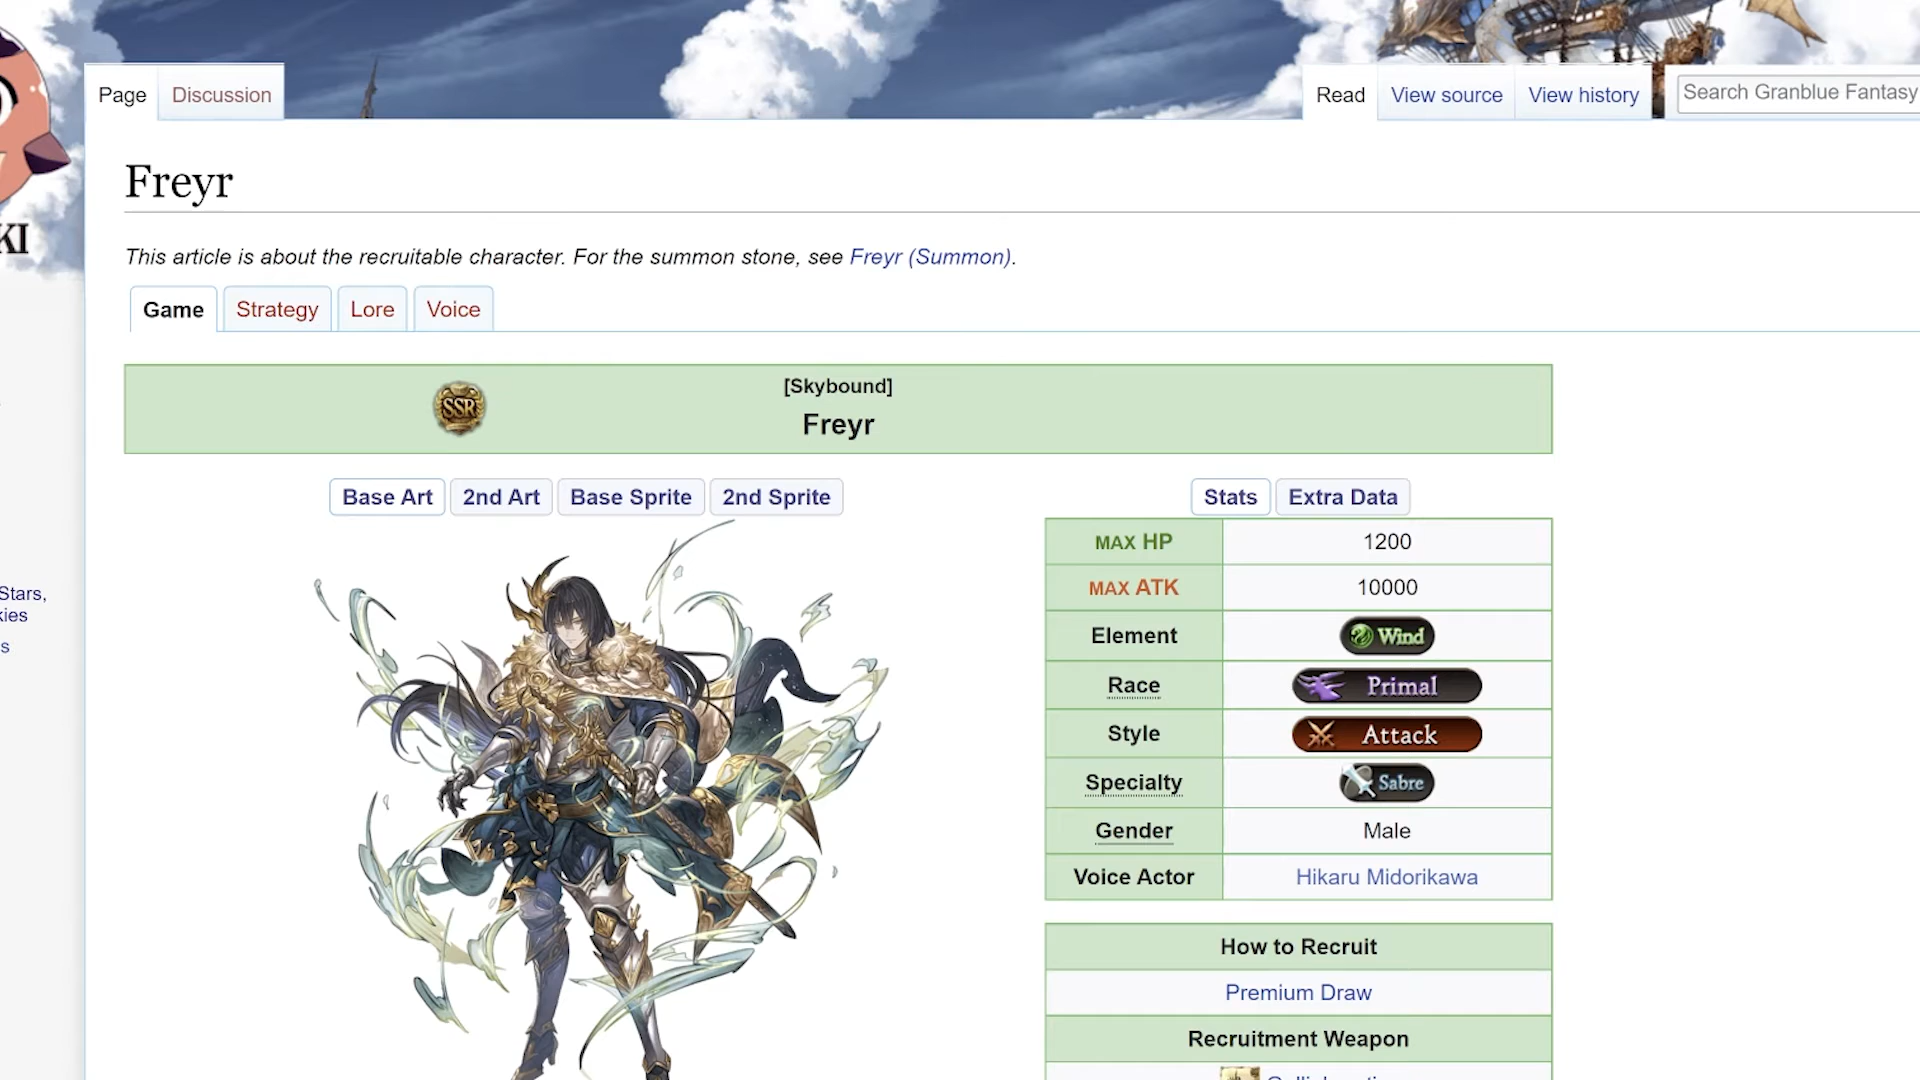 Page
Discussion
Read
View source
View history
Search Granblue Fantasy
KI
Freyr
This article is about the recruitable character. For the summon stone, see Freyr (Summon).
Game
Strategy
Lore
Voice
SSR
[Skybound]
Freyr
Base Art
2nd Art
Base Sprite
2nd Sprite
Stats
Extra Data
MAX HP 1200
MAX ATK 10000
Element Wind
Race Primal
Style Attack
Specialty Sabre
Gender Male
Voice Actor Hikaru Midorikawa
How to Recruit
Premium Draw
Recruitment Weapon
Stars,
kies
s